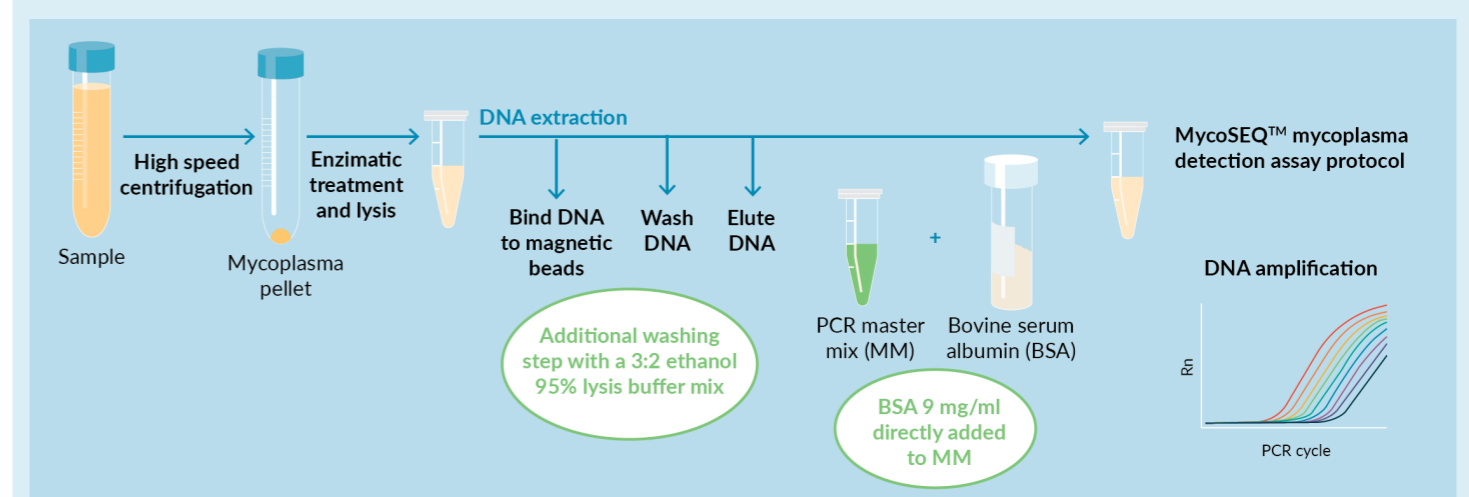 High speed
centrifugation
Sample
Mycoplasma
pellet
Enzimatic
treatment
and lysis
DNA extraction
Bind DNA
to magnetic
beads
Wash
DNA
Elute
DNA
Additional washing
step with a 3:2 ethanol
95% lysis buffer mix
+
PCR master
mix (MM)
Bovine serum
albumin (BSA)
BSA 9 mg/ml
directly added
to MM
MycoSEQ™ mycoplasma
detection assay protocol
DNA amplification
Rn
PCR cycle